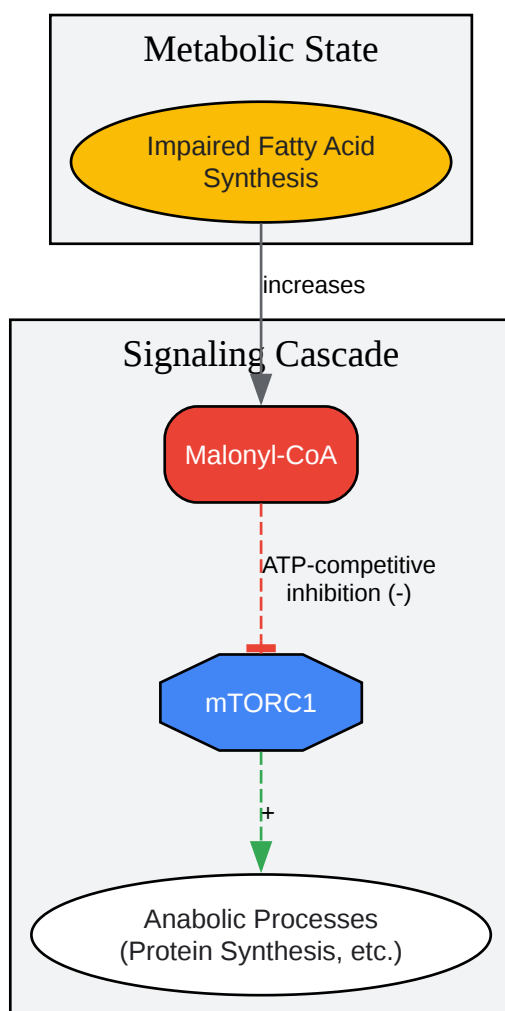 Metabolic State
Impaired Fatty Acid
Synthesis
increases
Signaling Cascade
Malonyl-CoA
ATP-competitive
inhibition (-)
mTORC1
+
Anabolic Processes
(Protein Synthesis, etc.)